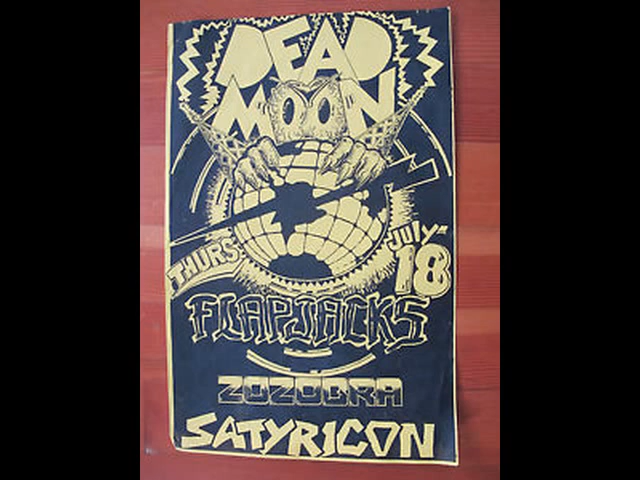 DEAD
MOON
THURS
JULY
18
FLAPJACKS
ZOZOBRA
SATYRICON